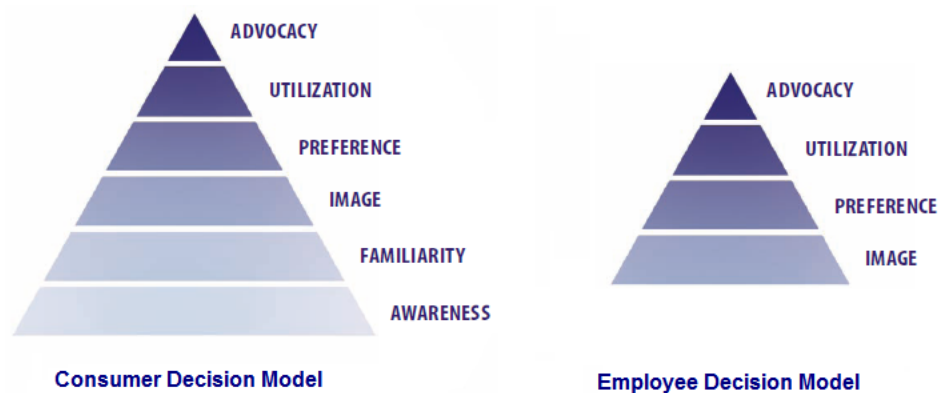 ADVOCACY
UTILIZATION
PREFERENCE
IMAGE
FAMILIARITY
AWARENESS
Consumer Decision Model
ADVOCACY
UTILIZATION
PREFERENCE
IMAGE
Employee Decision Model